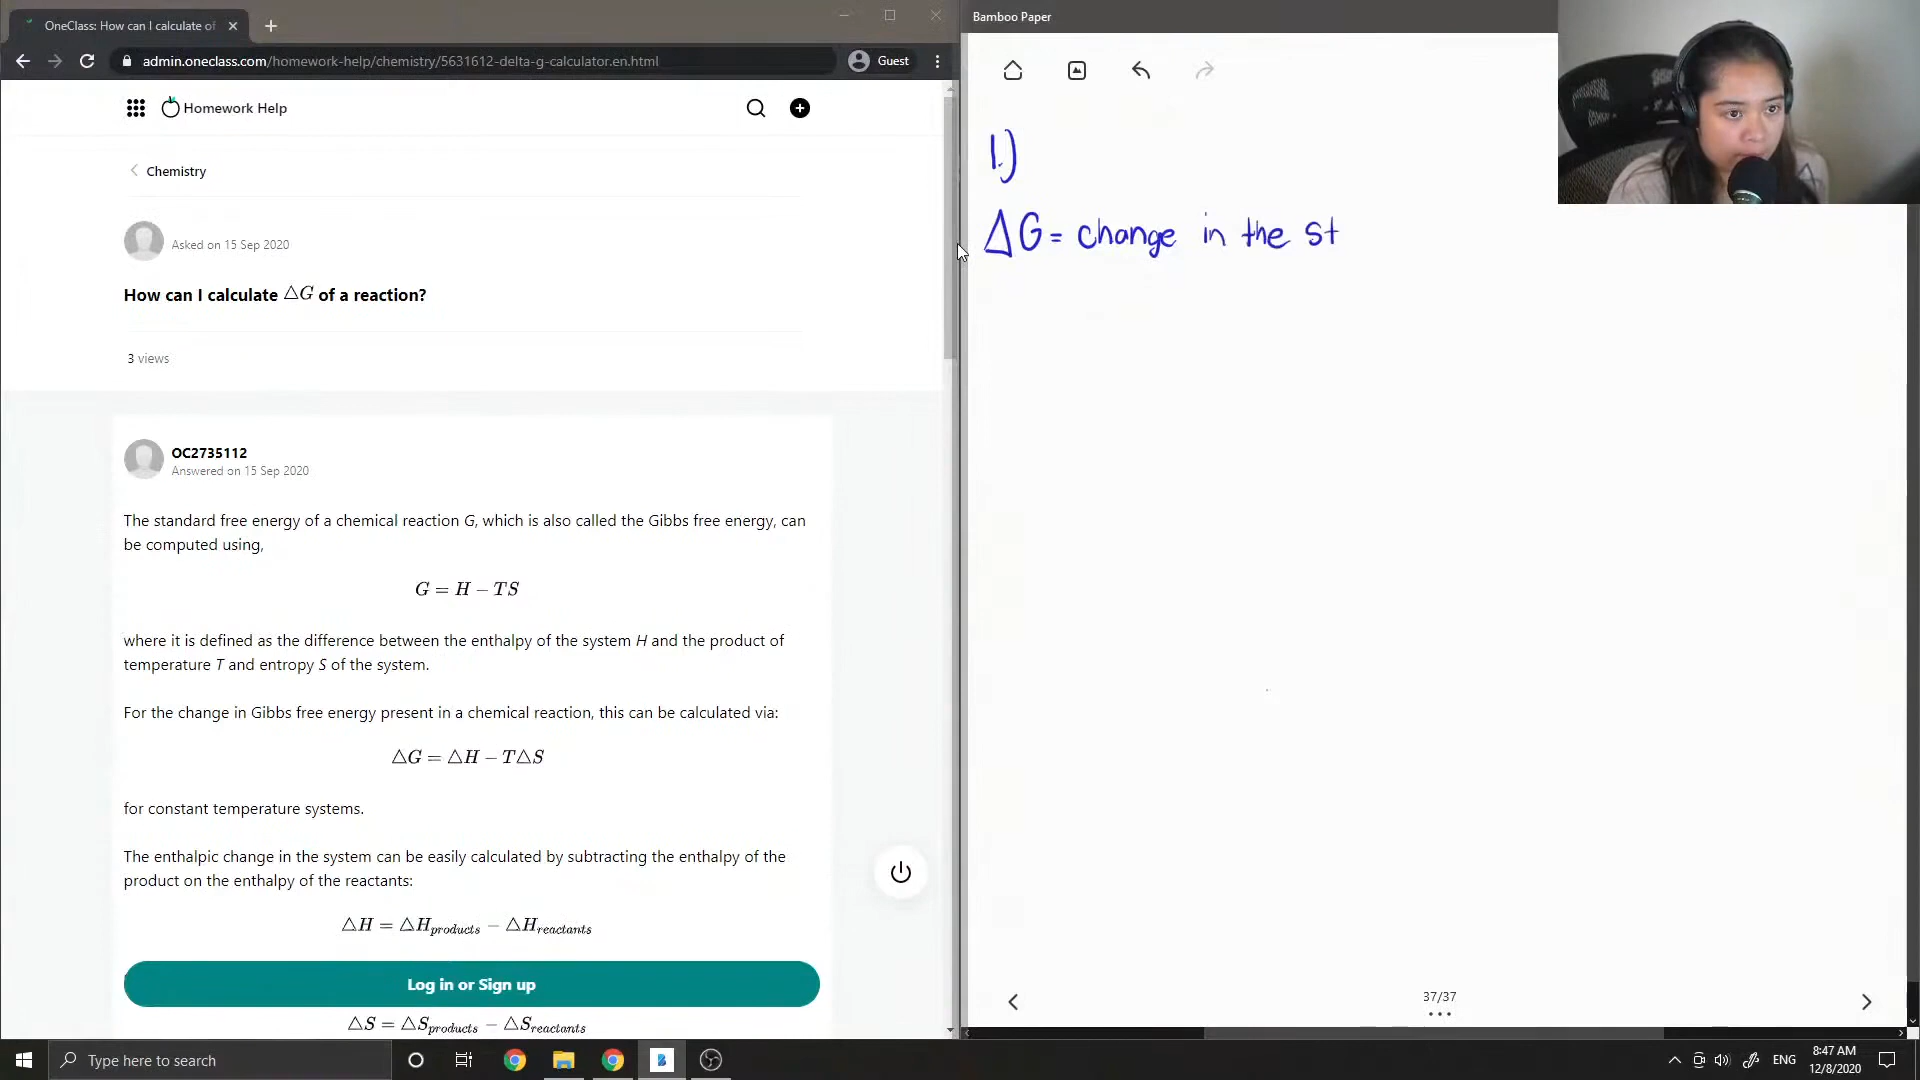 OneClass: How can I calculate of
Bamboo Paper
admin.oneclass.com/homework-help/chemistry/5631612-delta-g-calculator.en.html
Guest
Homework Help
Chemistry
Asked on 15 Sep 2020
How can I calculate △G of a reaction?
3 views
OC2735112
Answered on 15 Sep 2020
The standard free energy of a chemical reaction G, which is also called the Gibbs free energy, can
be computed using,
G = H − TS
where it is defined as the difference between the enthalpy of the system H and the product of
temperature T and entropy S of the system.
For the change in Gibbs free energy present in a chemical reaction, this can be calculated via:
△G = △H − T△S
for constant temperature systems.
The enthalpic change in the system can be easily calculated by subtracting the enthalpy of the
product on the enthalpy of the reactants:
△H = △Hproducts − △Hreactants
Log in or Sign up
△S = △Sproducts − △Sreactants
1.)
ΔG = change in the st
37/37
Type here to search
ENG
8:47 AM
12/8/2020